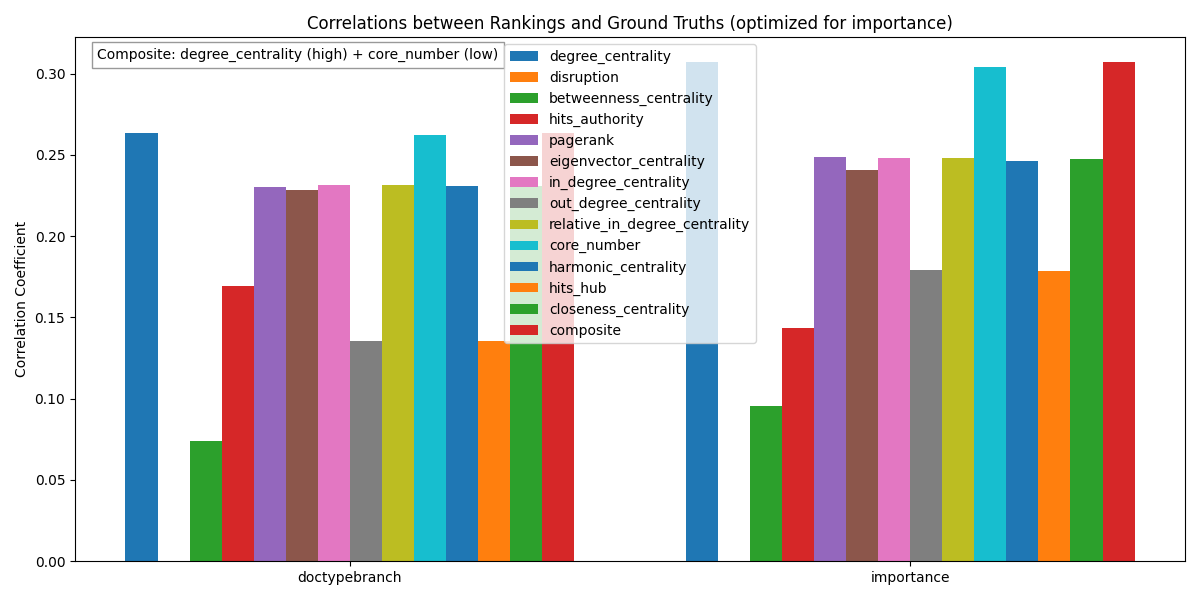 Correlations between Rankings and Ground Truths (optimized for importance)
Composite: degree_centrality (high) + core_number (low)
degree_centrality
disruption
betweenness_centrality
hits_authority
pagerank
eigenvector_centrality
in_degree_centrality
out_degree_centrality
relative_in_degree_centrality
core_number
harmonic_centrality
hits_hub
closeness_centrality
composite
Correlation Coefficient
0.30
0.25
0.20
0.15
0.10
0.05
0.00
doctypebranch
importance